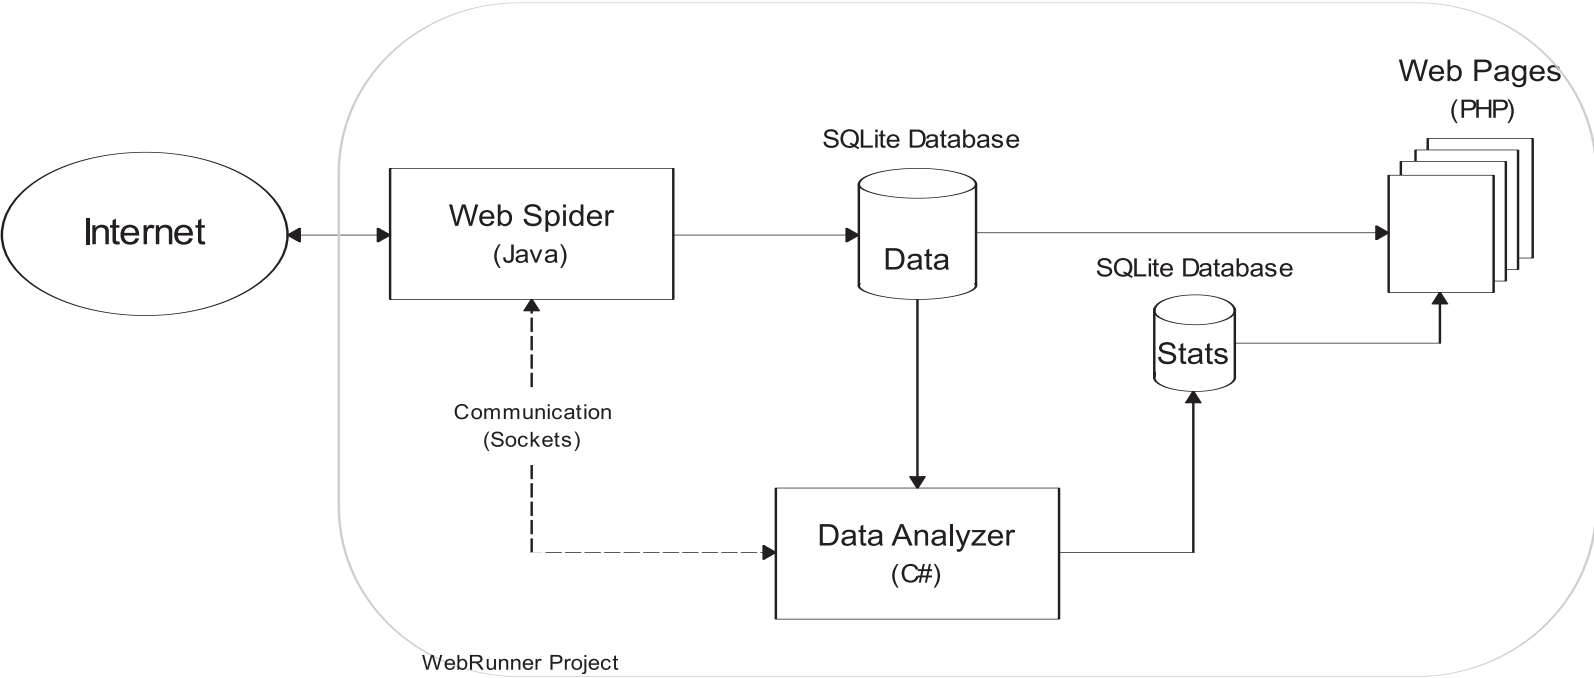 Web Pages
(PHP)
SQLite Database
Internet
Web Spider
(Java)
Data
SQLite Database
Stats
Communication
(Sockets)
Data Analyzer
(C#)
WebRunner Project